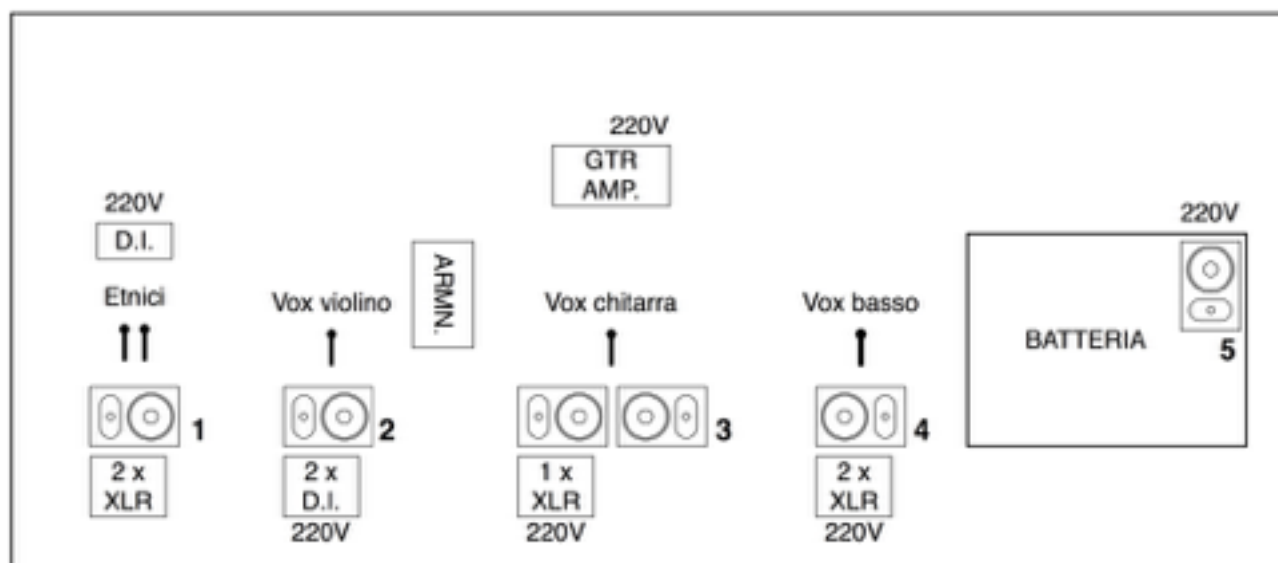 220V
GTR
AMP.
220V
D.I.
220V
ARMN.
Etnici
Vox violino
Vox chitarra
Vox basso
BATTERIA
5
1
2
3
4
2 x
XLR
2 x
D.I.
220V
1 x
XLR
220V
2 x
XLR
220V